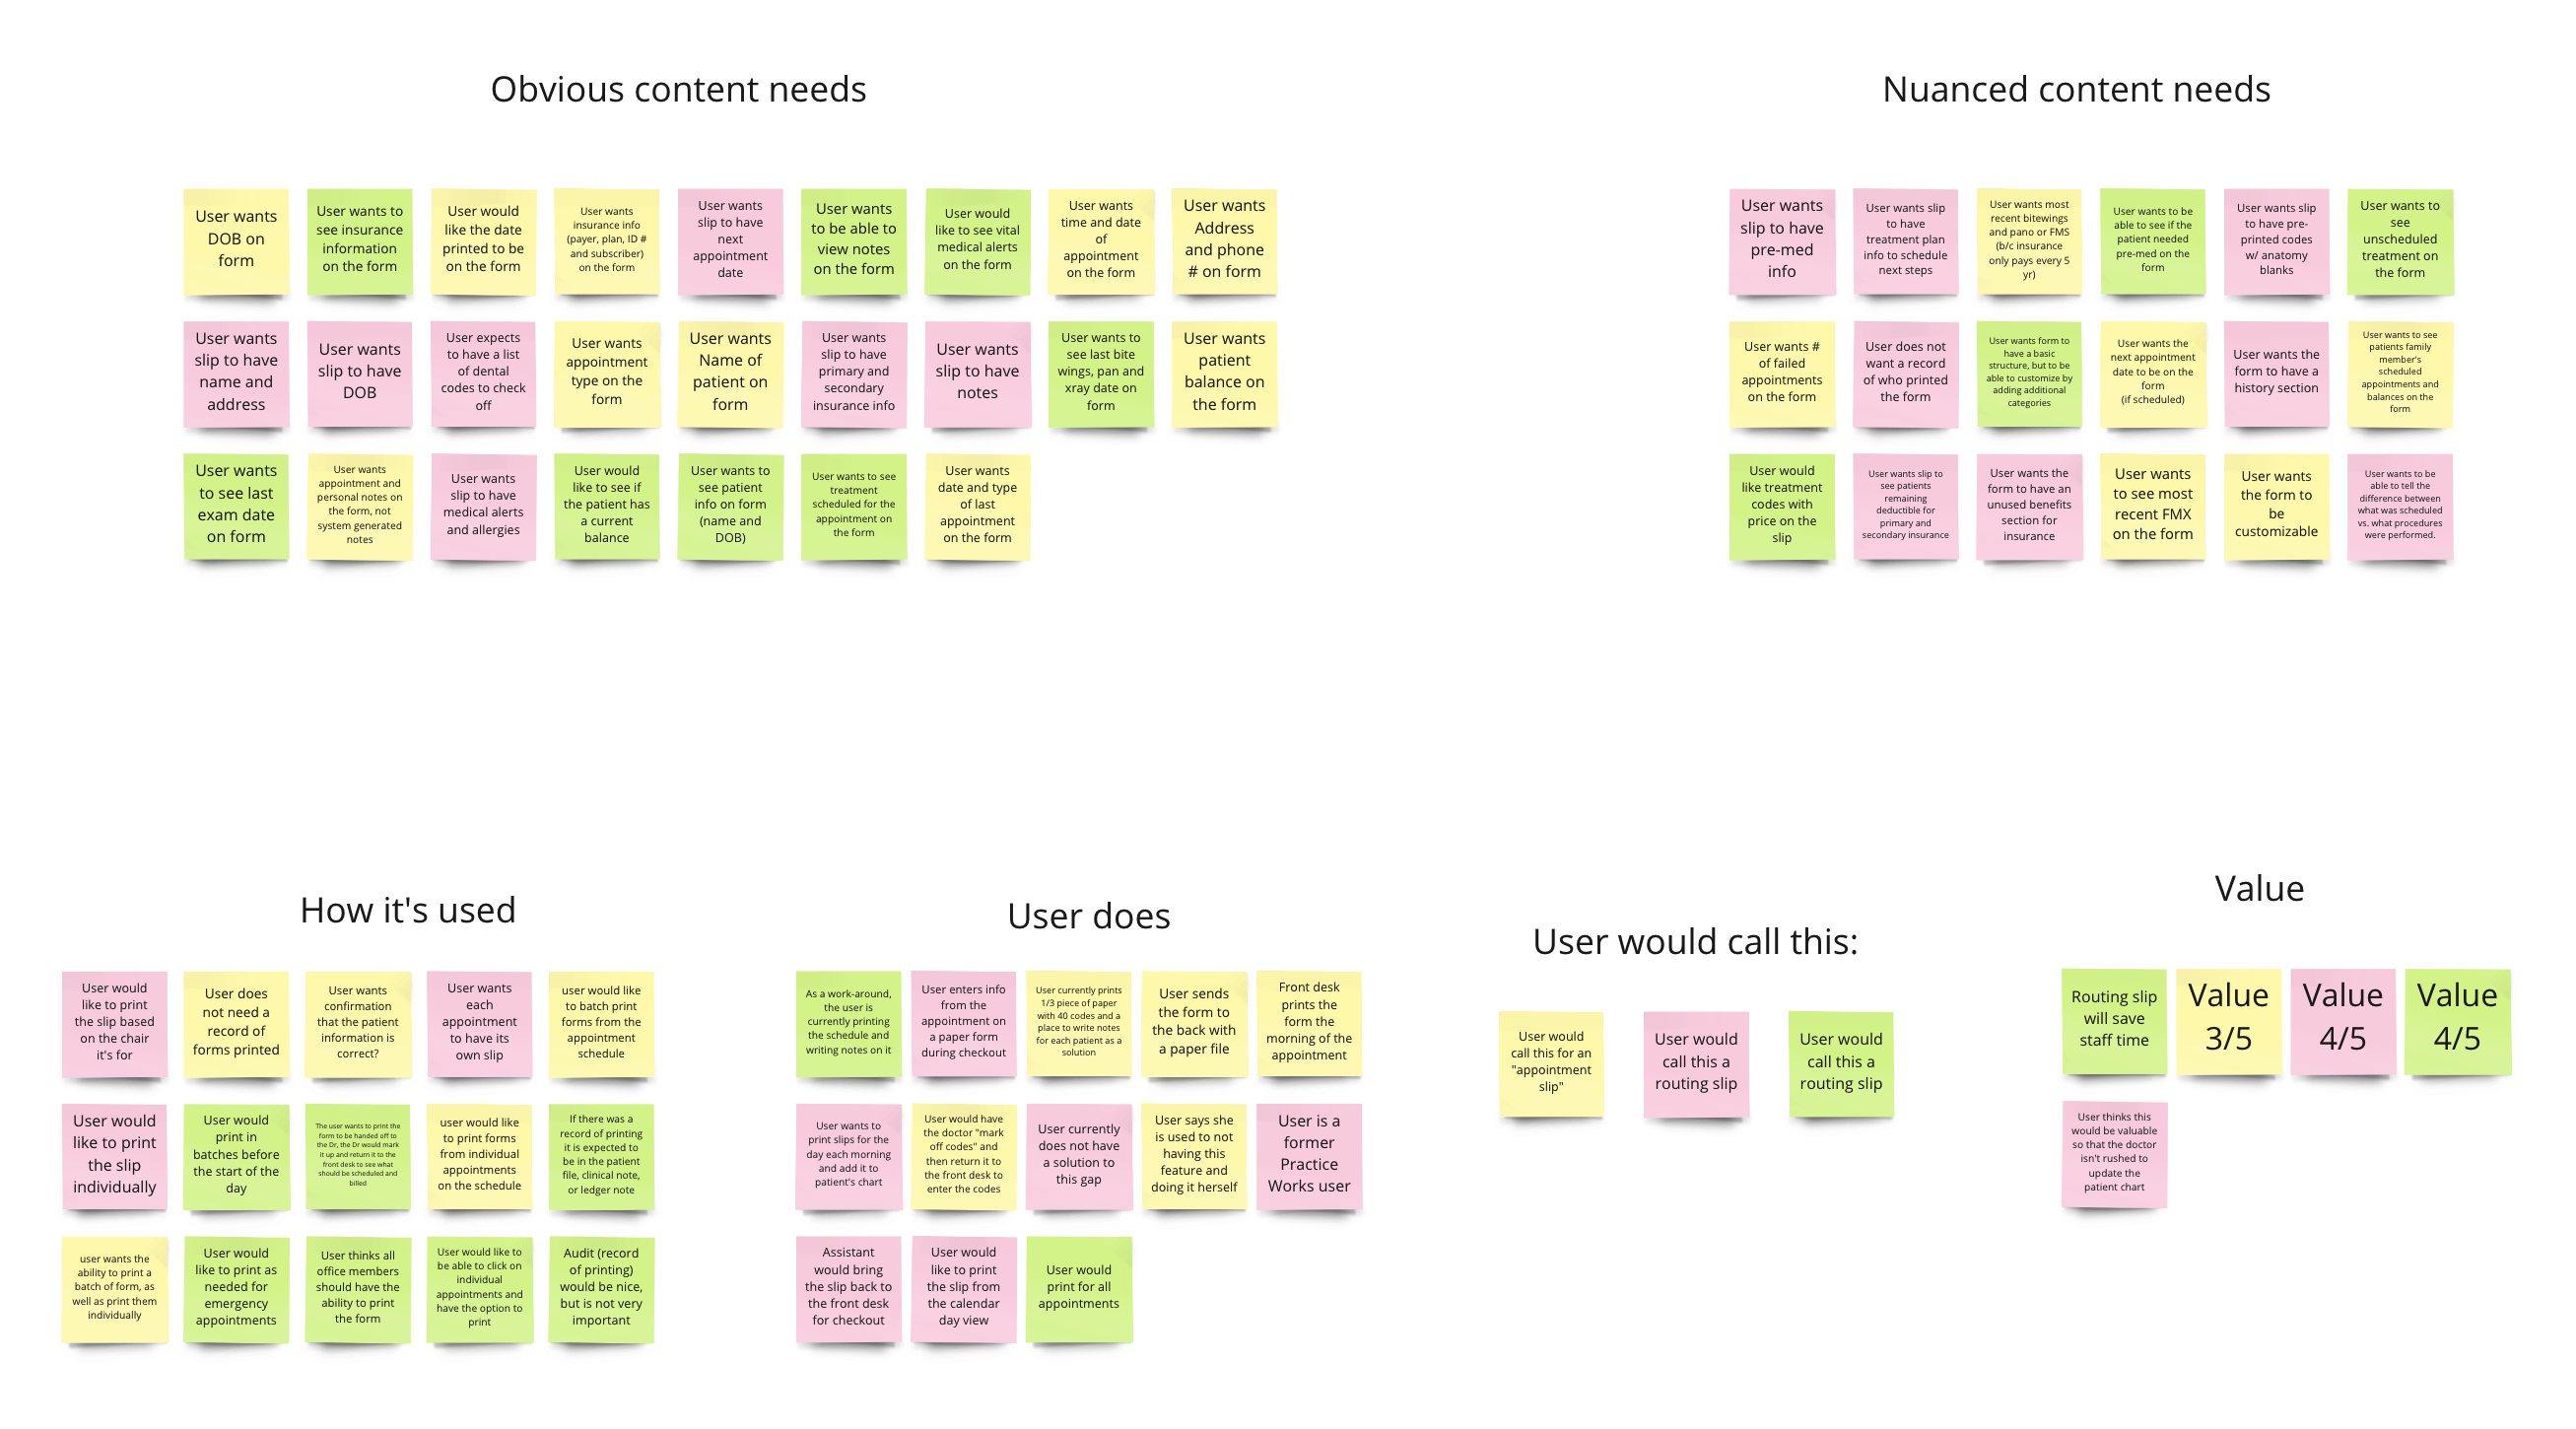 Obvious content needs
User wants
DOB on
form
User wants to
see insurance
information
on the form
User would
like the date
printed to be
on the form
User wants
insurance info
(payer, plan, ID #
and subscriber)
on the form
User wants
slip to have
next
appointment
date
User wants
to be able to
view notes
on the form
User would
like to see vital
medical alerts
on the form
User wants
time and date
of
appointment
on the form
User wants
Address
and phone
# on form
User wants
slip to have
name and
address
User wants
slip to have
DOB
User expects
to have a list
of dental
codes to check
off
User wants
appointment
type on the
form
User wants
Name of
patient on
form
User wants
slip to have
primary and
secondary
insurance info
User wants
slip to have
notes
User wants to
see last bite
wings, pan and
xray date on
form
User wants
patient
balance on
the form
User wants
to see last
exam date
on form
User wants
appointment and
personal notes on
the form, not
system generated
notes
User wants
slip to have
medical alerts
and allergies
User would
like to see if
the patient has
a current
balance
User wants to
see patient
info on form
(name and
DOB)
User wants to see
treatment
scheduled for the
appointment on
the form
User wants
date and type
of last
appointment
on the form
Nuanced content needs
User wants
slip to have
pre-med
info
User wants slip
to have
treatment plan
info to schedule
next steps
User wants most
recent bitewings
and pano or FMS
(b/c insurance
only pays every 5
yr)
User wants to be
able to see if the
patient needed
pre-med on the
form
User wants slip
to have pre-
printed codes
w/ anatomy
blanks
User wants to
see
unscheduled
treatment on
the form
User wants #
of failed
appointments
on the form
User does not
want a record
of who printed
the form
User wants form to
have a basic
structure, but to be
able to customize by
adding additional
categories
User wants the
next appointment
date to be on the
form
(if scheduled)
User wants the
form to have a
history section
User wants to see
patients family
member's
scheduled
appointments and
balances on the
form
User would
like treatment
codes with
price on the
slip
User wants slip to
see patients
remaining
deductible for
primary and
secondary insurance
User wants the
form to have an
unused benefits
section for
insurance
User wants
to see most
recent FMX
on the form
User wants
the form to
be
customizable
User wants to be
able to tell the
difference between
what was scheduled
vs. what procedures
were performed.
How it's used
User would
like to print
the slip based
on the chair
it's for
User does
not need a
record of
forms printed
User wants
confirmation
that the patient
information is
correct?
User wants
each
appointment
to have its
own slip
user would like
to batch print
forms from the
appointment
schedule
User would
like to print
the slip
individually
User would
print in
batches before
the start of the
day
The user wants to print the
form to be handed off to
the Dr, the Dr would mark
it up and return it to the
front desk to see what
should be scheduled and
billed
user would like
to print forms
from individual
appointments
on the schedule
If there was a
record of printing
it is expected to
be in the patient
file, clinical note,
or ledger note
user wants the
ability to print a
batch of form, as
well as print them
individually
User would
like to print as
needed for
emergency
appointments
User thinks all
office members
should have the
ability to print
the form
User would like to
be able to click on
individual
appointments and
have the option to
print
Audit (record
of printing)
would be nice,
but is not very
important
User does
As a work-around,
the user is
currently printing
the schedule and
writing notes on it
User enters info
from the
appointment on
a paper form
during checkout
User currently prints
1/3 piece of paper
with 40 codes and a
place to write notes
for each patient as a
solution
User sends
the form to
the back with
a paper file
Front desk
prints the
form the
morning of the
appointment
User wants to
print slips for the
day each morning
and add it to
patient's chart
User would have
the doctor "mark
off codes" and
then return it to
the front desk to
enter the codes
User currently
does not have
a solution to
this gap
User says she
is used to not
having this
feature and
doing it herself
User is a
former
Practice
Works user
Assistant
would bring
the slip back to
the front desk
for checkout
User would
like to print
the slip from
the calendar
day view
User would
print for all
appointments
User would call this:
User would
call this for an
"appointment
slip"
User would
call this a
routing slip
User would
call this a
routing slip
Value
Routing slip
will save
staff time
Value
3/5
Value
4/5
Value
4/5
User thinks this
would be valuable
so that the doctor
isn't rushed to
update the
patient chart